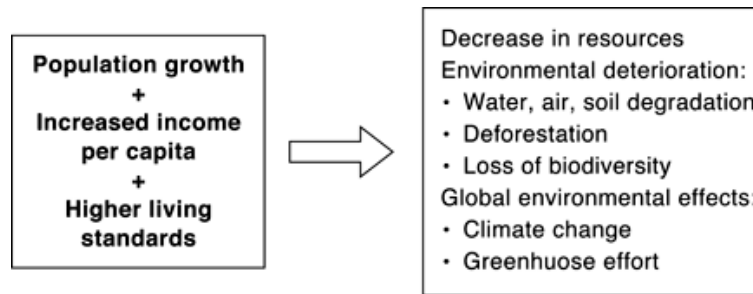 Population growth
+
Increased income
per capita
+
Higher living
standards
Decrease in resources
Environmental deterioration:
• Water, air, soil degradation
• Deforestation
• Loss of biodiversity
Global environmental effects:
• Climate change
• Greenhuose effort